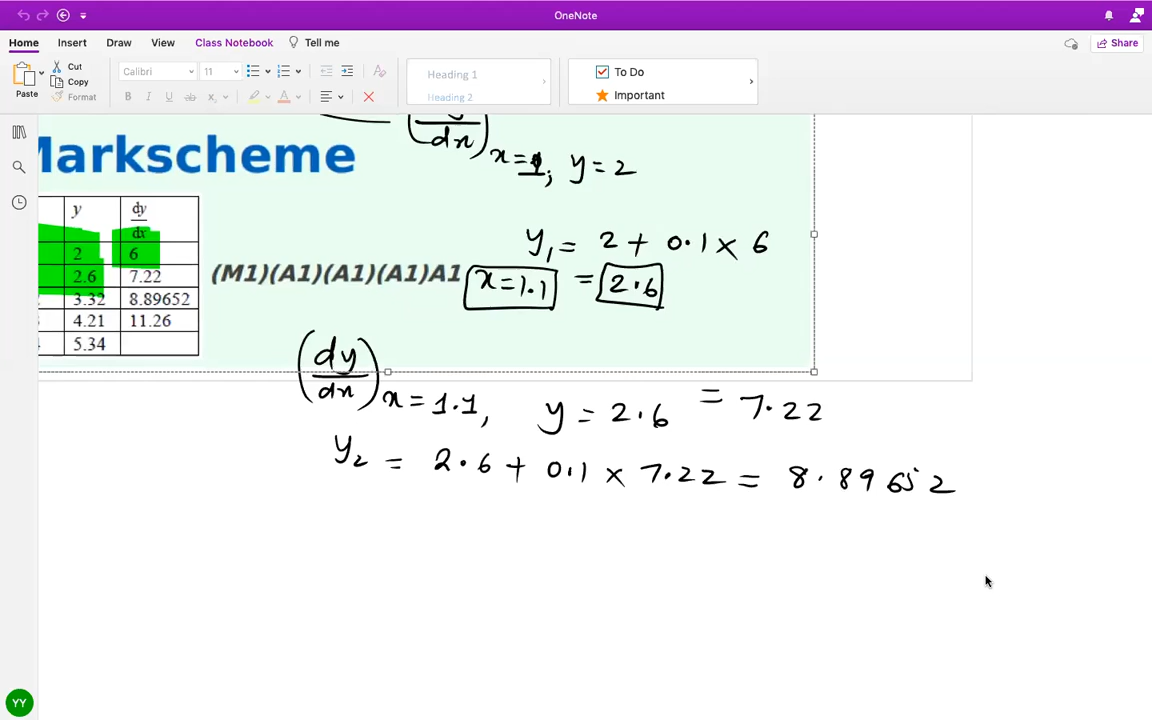 OneNote
Home Insert Draw View Class Notebook Tell me Share
Paste Cut Copy Format Calibri 11 B I U ab Heading 1 Heading 2 To Do Important
dx x=1; y=2
Markscheme
y dy/dx
2 6
2.6 7.22
3.32 8.89652
4.21 11.26
5.34
(M1)(A1)(A1)(A1)A1
y₁ = 2 + 0.1 × 6
x=1.1 = 2.6
(dy/dx) x=1.1, y = 2.6 = 7.22
y₂ = 2.6 + 0.1 × 7.22 = 8.89652
YY